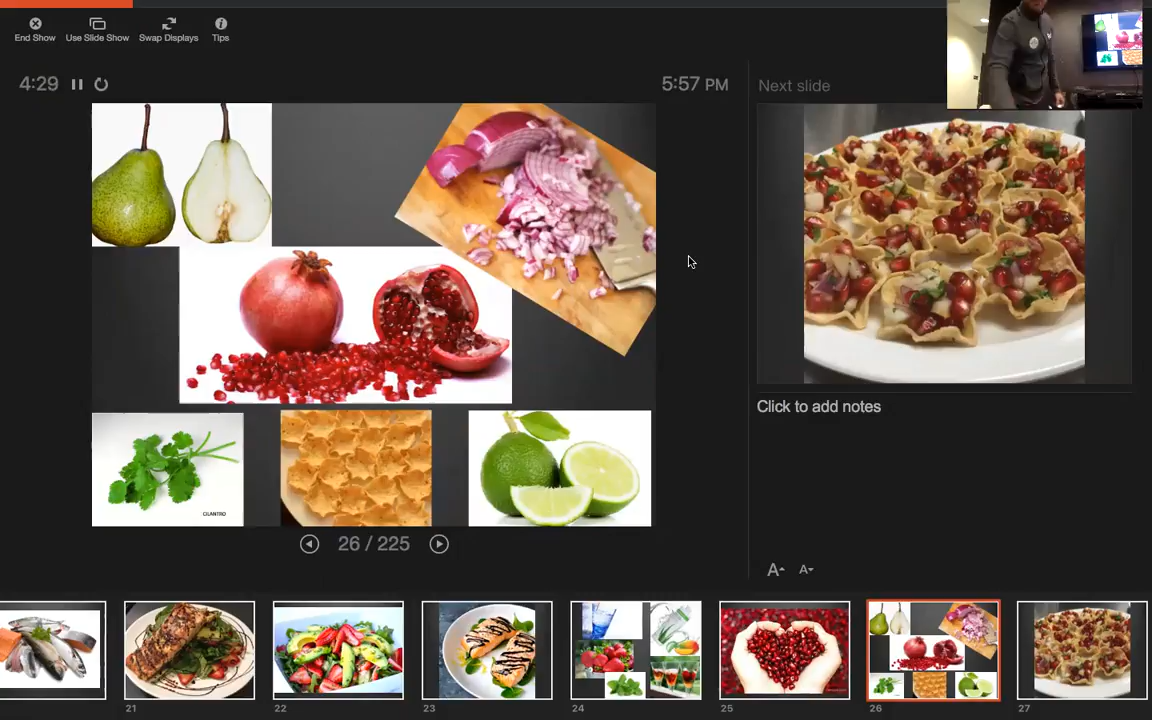 End Show
Use Slide Show
Swap Displays
Tips
4:29
5:57 PM
Next slide
Click to add notes
CILANTRO
26 / 225
A
A
21
22
23
24
25
26
27